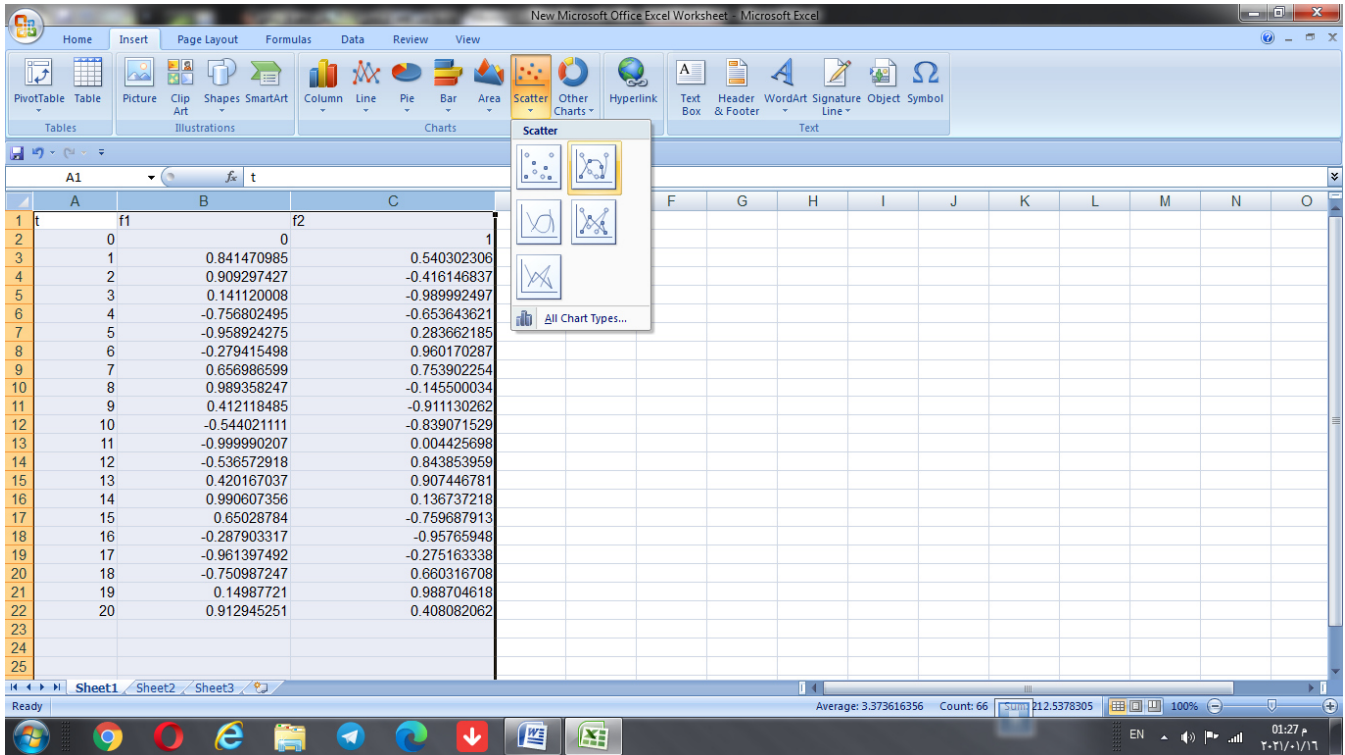 New Microsoft Office Excel Worksheet - Microsoft Excel
Home Insert Page Layout Formulas Data Review View
PivotTable Table Picture Clip Art Shapes SmartArt Column Line Pie Bar Area Scatter Other Charts Hyperlink Text Box Header & Footer WordArt Signature Line Object Symbol
Tables Illustrations Charts Text
Scatter
A1 fx t
A B C F G H I J K L M N O
1 t f1 f2
2 0 0 1
3 1 0.841470985 0.540302306
4 2 0.909297427 -0.416146837
5 3 0.141120008 -0.989992497
6 4 -0.756802495 -0.653643621
All Chart Types...
7 5 -0.958924275 0.283662185
8 6 -0.279415498 0.960170287
9 7 0.656986599 0.753902254
10 8 0.989358247 -0.145500034
11 9 0.412118485 -0.911130262
12 10 -0.544021111 -0.839071529
13 11 -0.999990207 0.004425698
14 12 -0.536572918 0.843853959
15 13 0.420167037 0.907446781
16 14 0.990607356 0.136737218
17 15 0.65028784 -0.759687913
18 16 -0.287903317 -0.95765948
19 17 -0.961397492 -0.275163338
20 18 -0.750987247 0.660316708
21 19 0.14987721 0.988704618
22 20 0.912945251 0.408082062
23
24
25
Sheet1 Sheet2 Sheet3
Ready Average: 3.373616356 Count: 66 Sum: 212.5378305 100%
EN 01:27 م
٢٠٢١/٠١/١٦